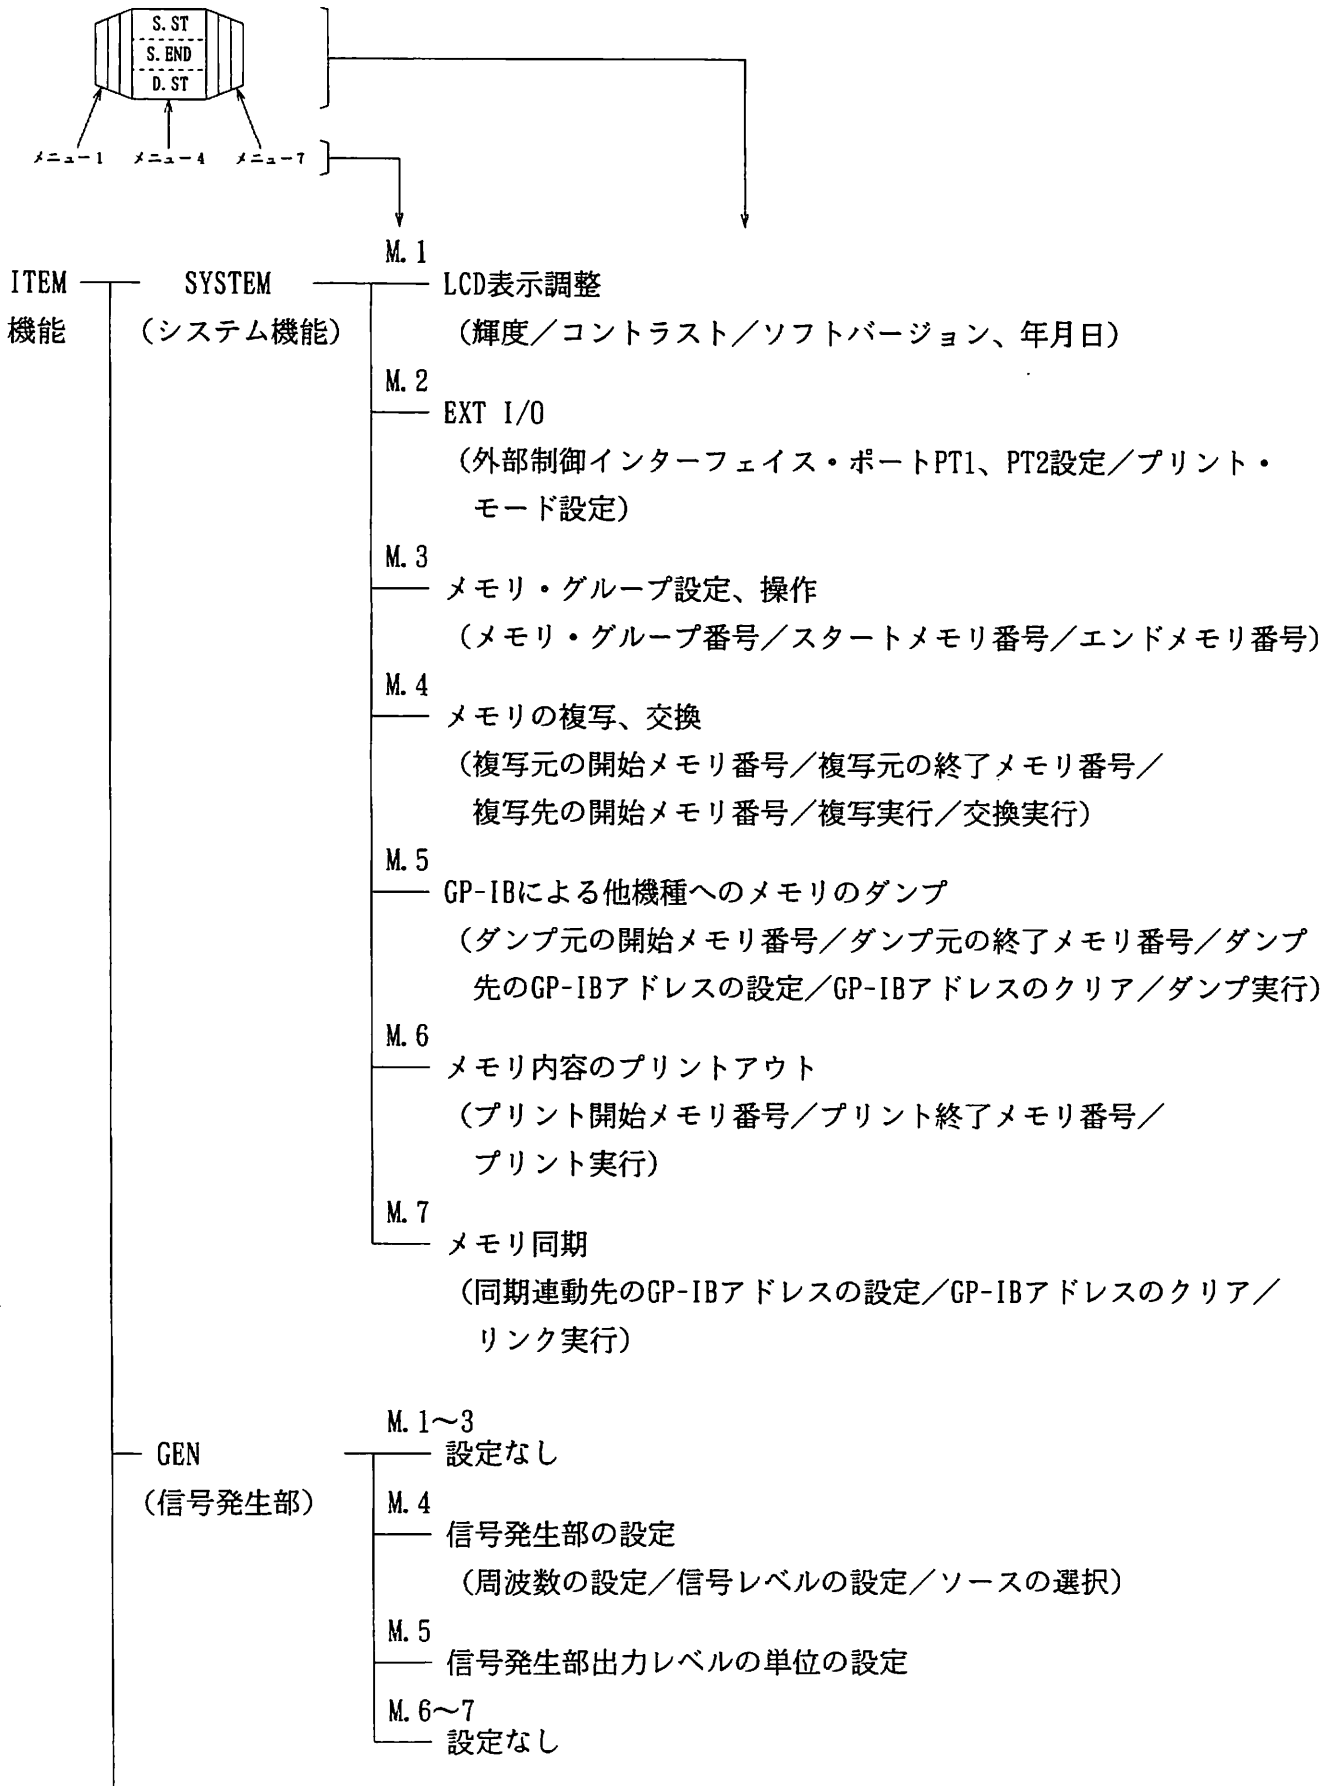 S. ST
S. END
D. ST
メニュー1 メニュー4 メニュー7
M. 1
ITEM SYSTEM LCD表示調整
機能 （システム機能） （輝度／コントラスト／ソフトバージョン、年月日）
M. 2
EXT I/O
（外部制御インターフェイス・ポートPT1、PT2設定／プリント・
モード設定）
M. 3
メモリ・グループ設定、操作
（メモリ・グループ番号／スタートメモリ番号／エンドメモリ番号）
M. 4
メモリの複写、交換
（複写元の開始メモリ番号／複写元の終了メモリ番号／
複写先の開始メモリ番号／複写実行／交換実行）
M. 5
GP-IBによる他機種へのメモリのダンプ
（ダンプ元の開始メモリ番号／ダンプ元の終了メモリ番号／ダンプ
先のGP-IBアドレスの設定／GP-IBアドレスのクリア／ダンプ実行）
M. 6
メモリ内容のプリントアウト
（プリント開始メモリ番号／プリント終了メモリ番号／
プリント実行）
M. 7
メモリ同期
（同期連動先のGP-IBアドレスの設定／GP-IBアドレスのクリア／
リンク実行）
M. 1〜3
GEN 設定なし
（信号発生部） M. 4
信号発生部の設定
（周波数の設定／信号レベルの設定／ソースの選択）
M. 5
信号発生部出力レベルの単位の設定
M. 6〜7
設定なし